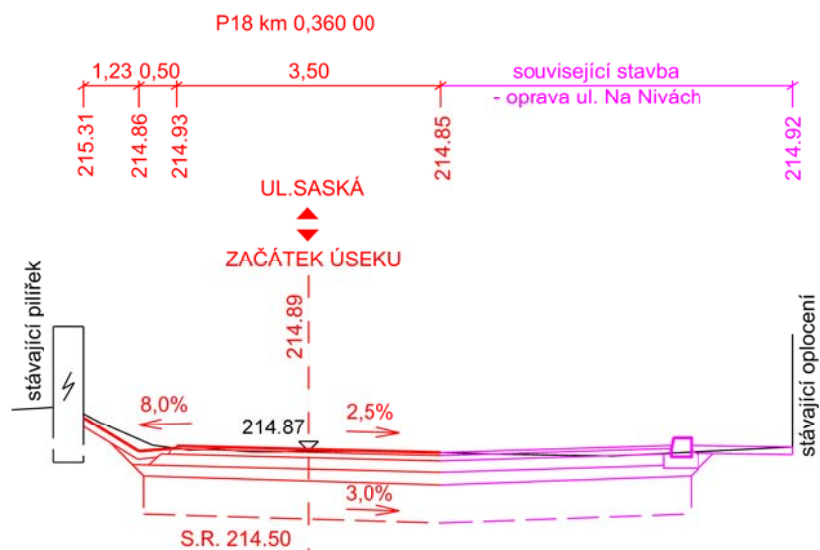 P18 km 0,360 00
1,23 0,50
3,50
související stavba
- oprava ul. Na Nivách
215.31
214.86
214.93
214.85
214.92
UL.SASKÁ
ZAČÁTEK ÚSEKU
214.89
stávající pilířek
stávající oplocení
8,0%
214.87
2,5%
3,0%
S.R. 214.50